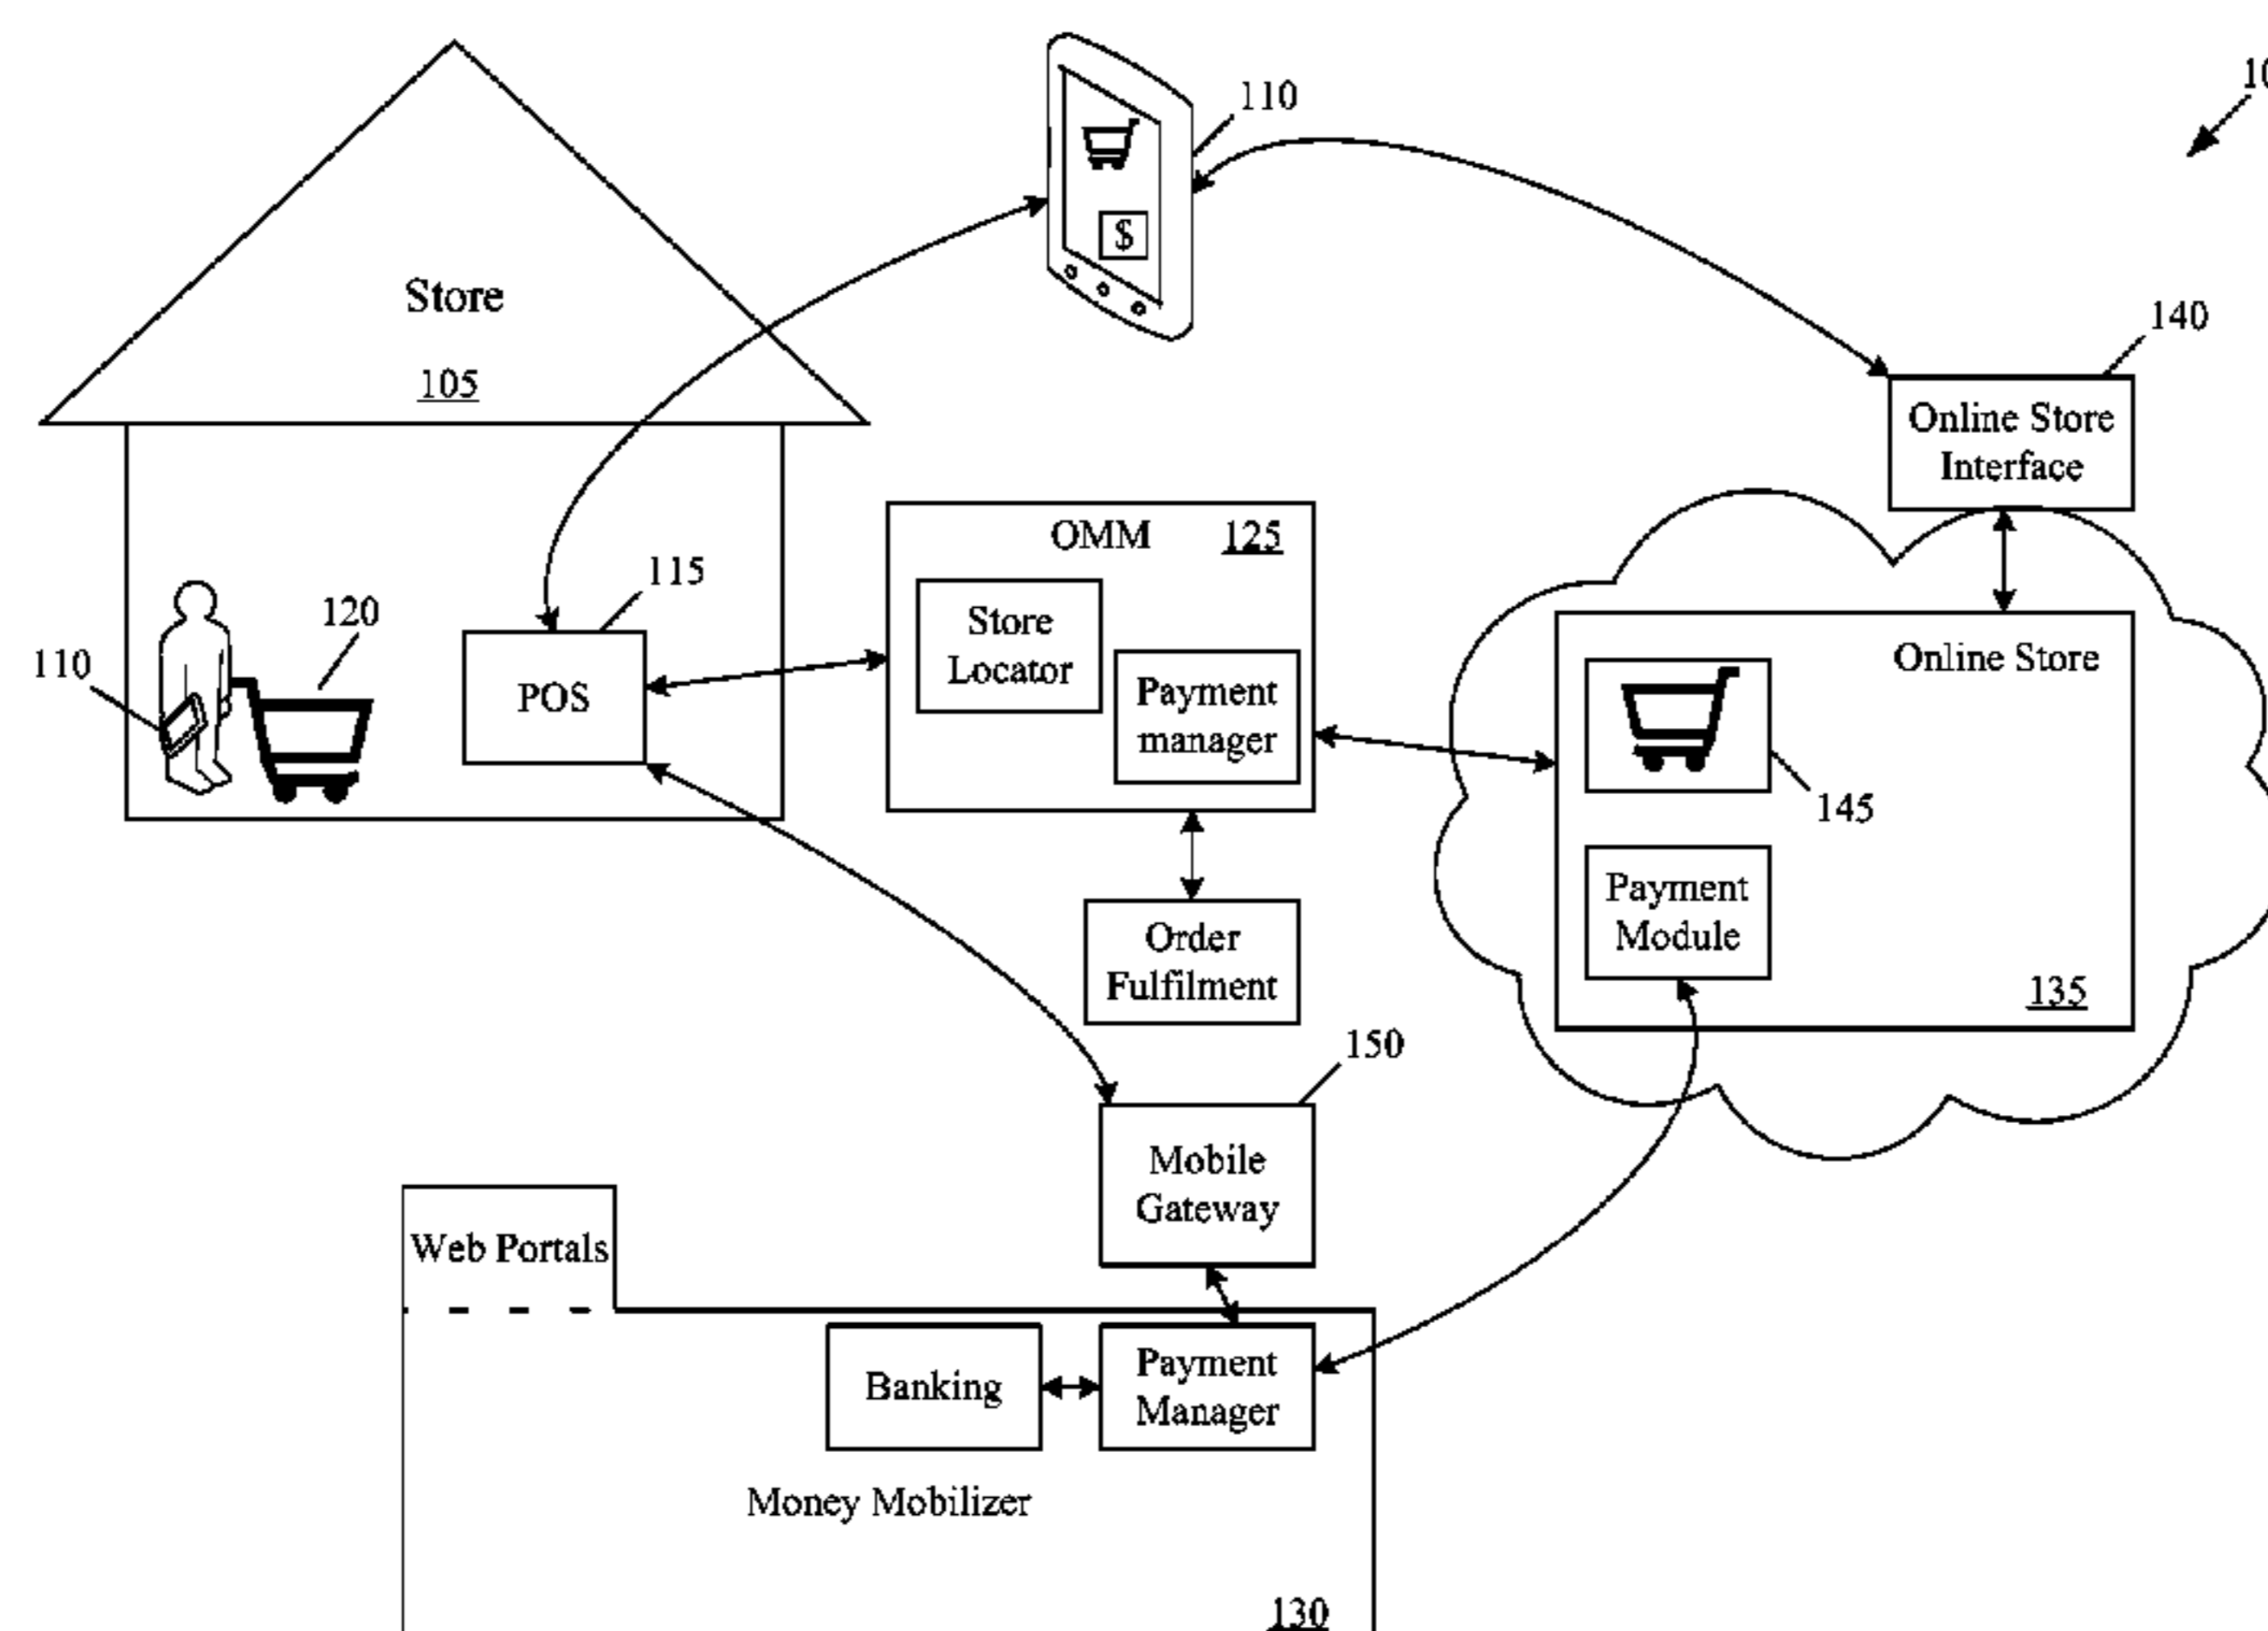 110
10
$
Store
105
140
Online Store
Interface
OMM
125
115
120
110
Store
Locator
POS
Payment
manager
Online Store
145
Payment
Module
135
Order
Fulfilment
150
Mobile
Gateway
Web Portals
Banking
Payment
Manager
Money Mobilizer
130